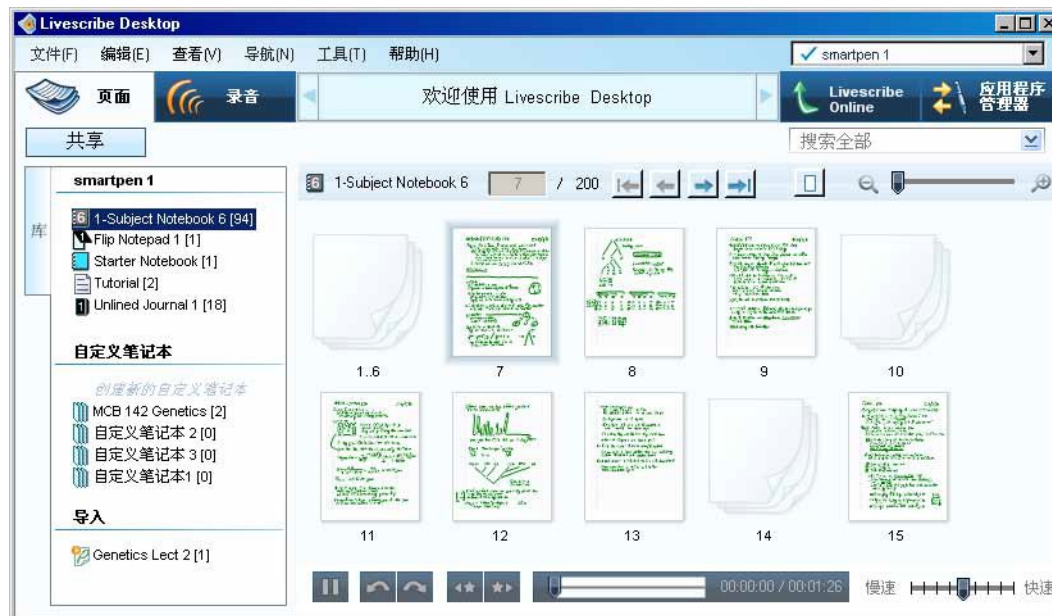 Livescribe Desktop
文件(F) 编辑(E) 查看(V) 导航(N) 工具(T) 帮助(H)
smartpen 1
页面
录音
欢迎使用 Livescribe Desktop
Livescribe Online
应用程序管理器
共享
搜索全部
库
smartpen 1
1-Subject Notebook 6 [94]
Flip Notepad 1 [1]
Starter Notebook [1]
Tutorial [2]
Unlined Journal 1 [18]
自定义笔记本
创建新的自定义笔记本
MCB 142 Genetics [2]
自定义笔记本 2 [0]
自定义笔记本 3 [0]
自定义笔记本1 [0]
导入
Genetics Lect 2 [1]
1-Subject Notebook 6 7 / 200
1..6 7 8 9 10
11 12 13 14 15
00:00:00 / 00:01:26 慢速 快速